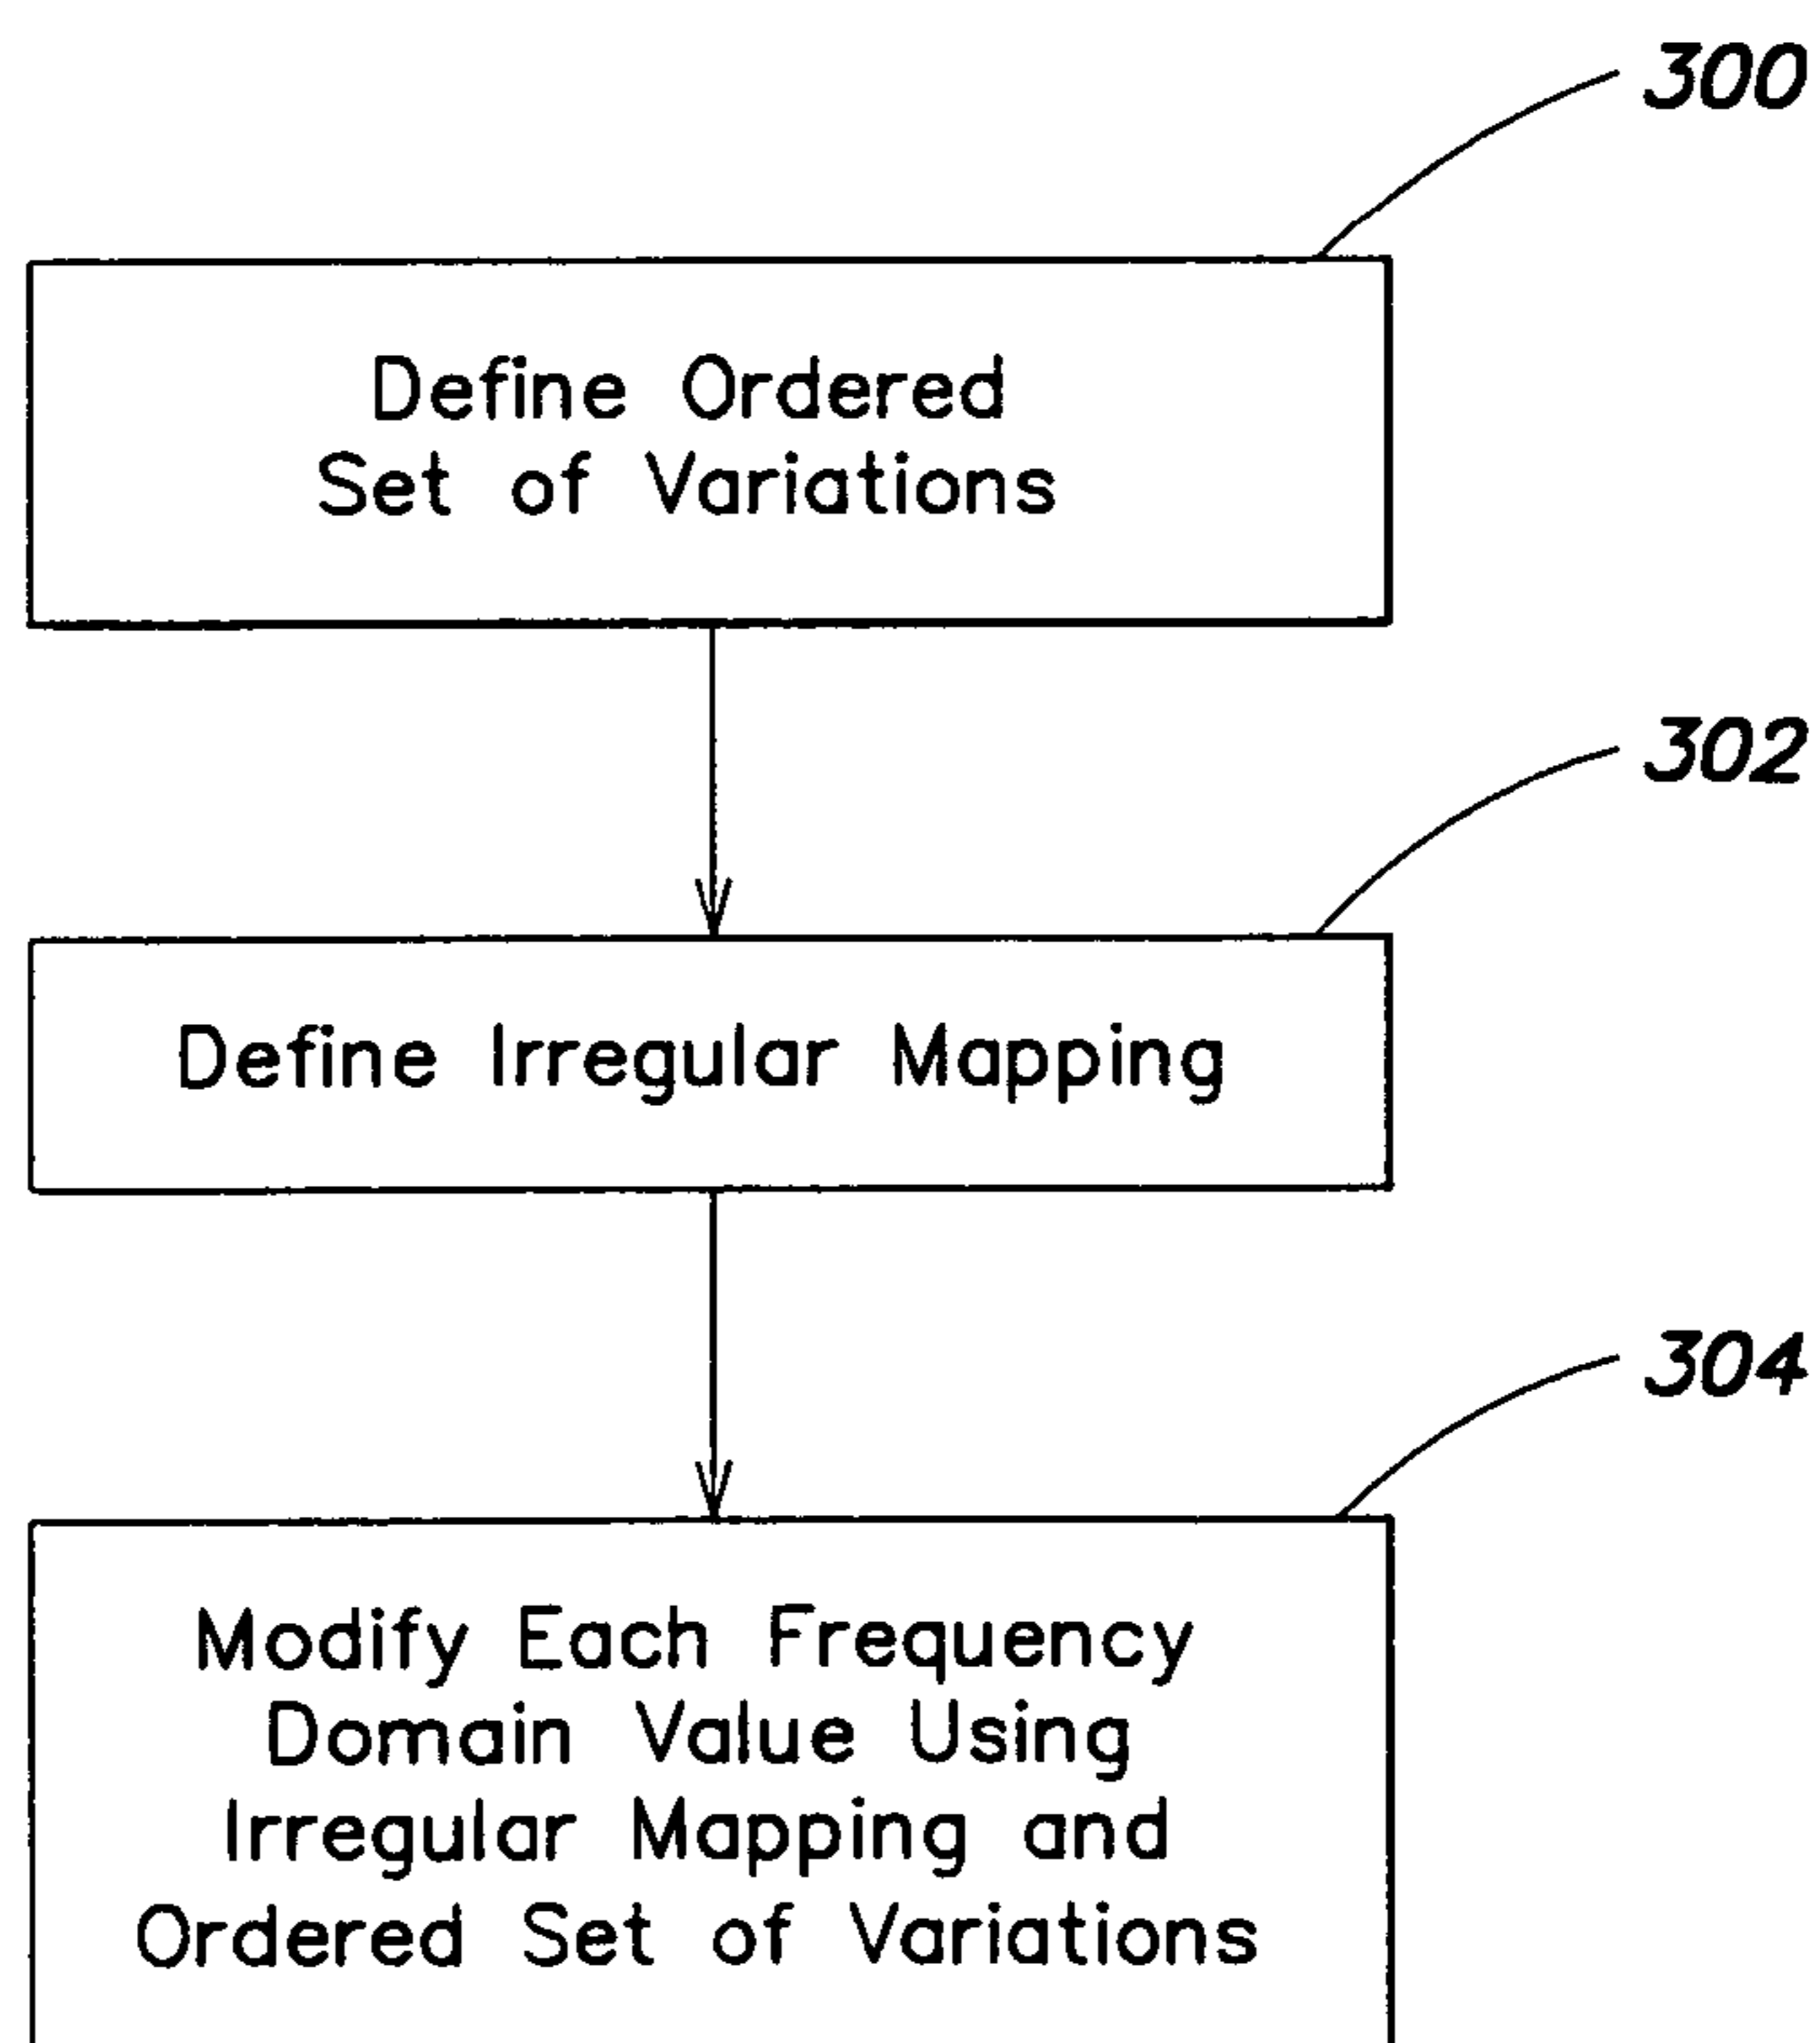 300
Define Ordered
Set of Variations
302
Define Irregular Mapping
304
Modify Each Frequency
Domain Value Using
Irregular Mapping and
Ordered Set of Variations